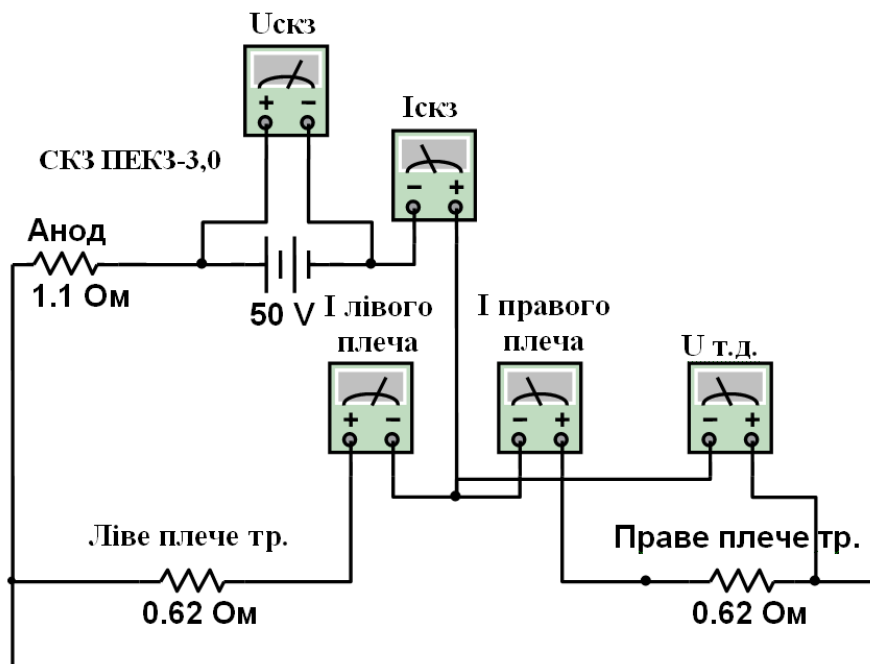 Uскз
Iскз
СКЗ ПЕКЗ-3,0
+ −
− +
Анод
1.1 Ом
50 V
I лівого
плеча
I правого
плеча
U т.д.
+ −
− +
− +
Ліве плече тр.
Праве плече тр.
0.62 Ом
0.62 Ом